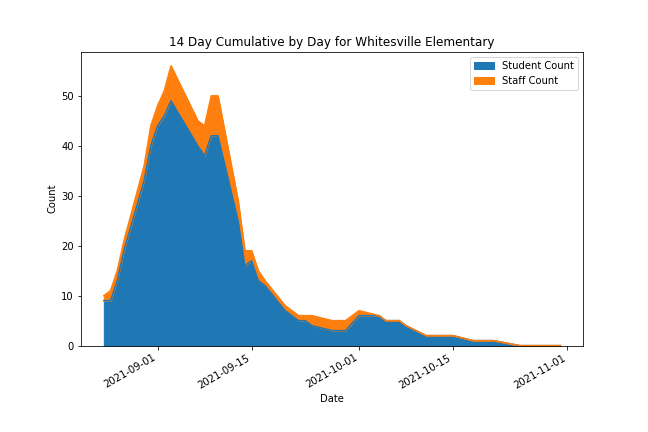 14 Day Cumulative by Day for Whitesville Elementary
Student Count
Staff Count
Count
50
40
30
20
10
0
2021-09-01
2021-09-15
2021-10-01
2021-10-15
2021-11-01
Date